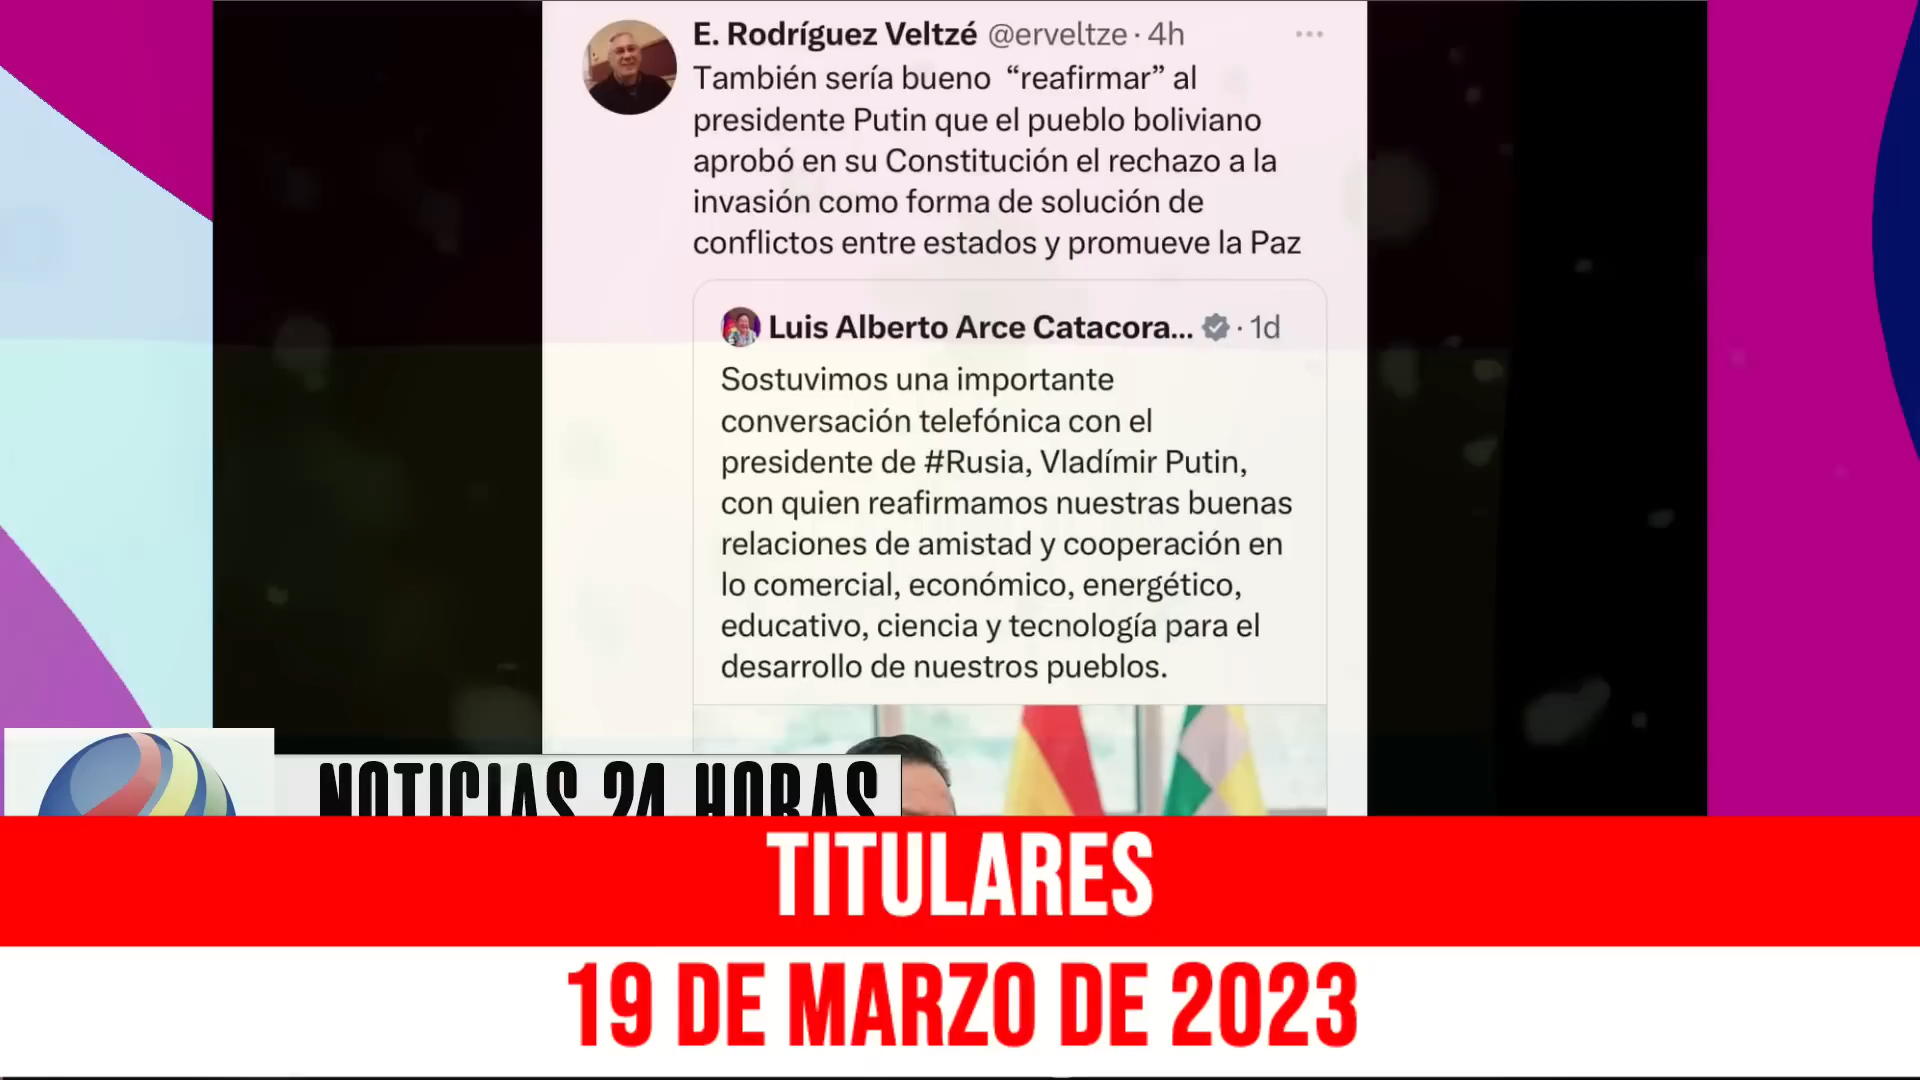 E. Rodríguez Veltzé @erveltze · 4h
También sería bueno “reafirmar” al
presidente Putin que el pueblo boliviano
aprobó en su Constitución el rechazo a la
invasión como forma de solución de
conflictos entre estados y promueve la Paz
Luis Alberto Arce Catacora... · 1d
Sostuvimos una importante
conversación telefónica con el
presidente de #Rusia, Vladímir Putin,
con quien reafirmamos nuestras buenas
relaciones de amistad y cooperación en
lo comercial, económico, energético,
educativo, ciencia y tecnología para el
desarrollo de nuestros pueblos.
NOTICIAS 24 HORAS
TITULARES
19 DE MARZO DE 2023